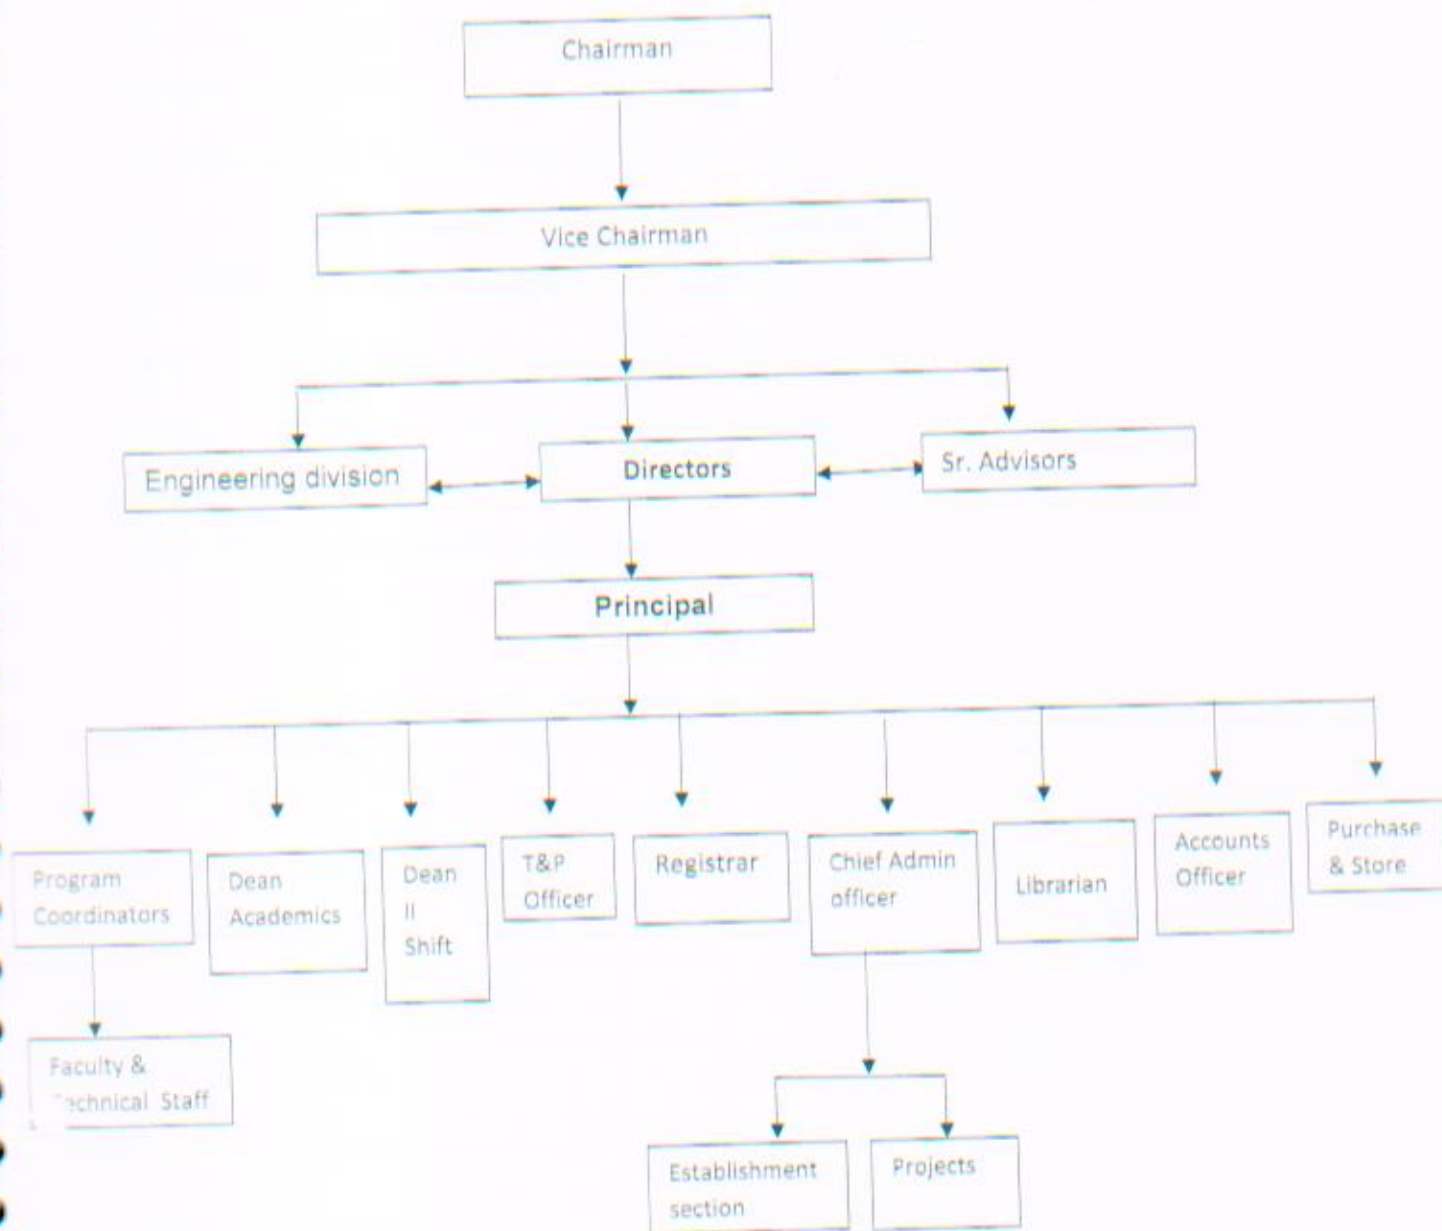 Chairman
Vice Chairman
Engineering division
Directors
Sr. Advisors
Principal
Program
Coordinators
Dean
Academics
Dean
II
Shift
T&P
Officer
Registrar
Chief Admin
officer
Librarian
Accounts
Officer
Purchase
& Store
Faculty &
Technical Staff
Establishment
section
Projects